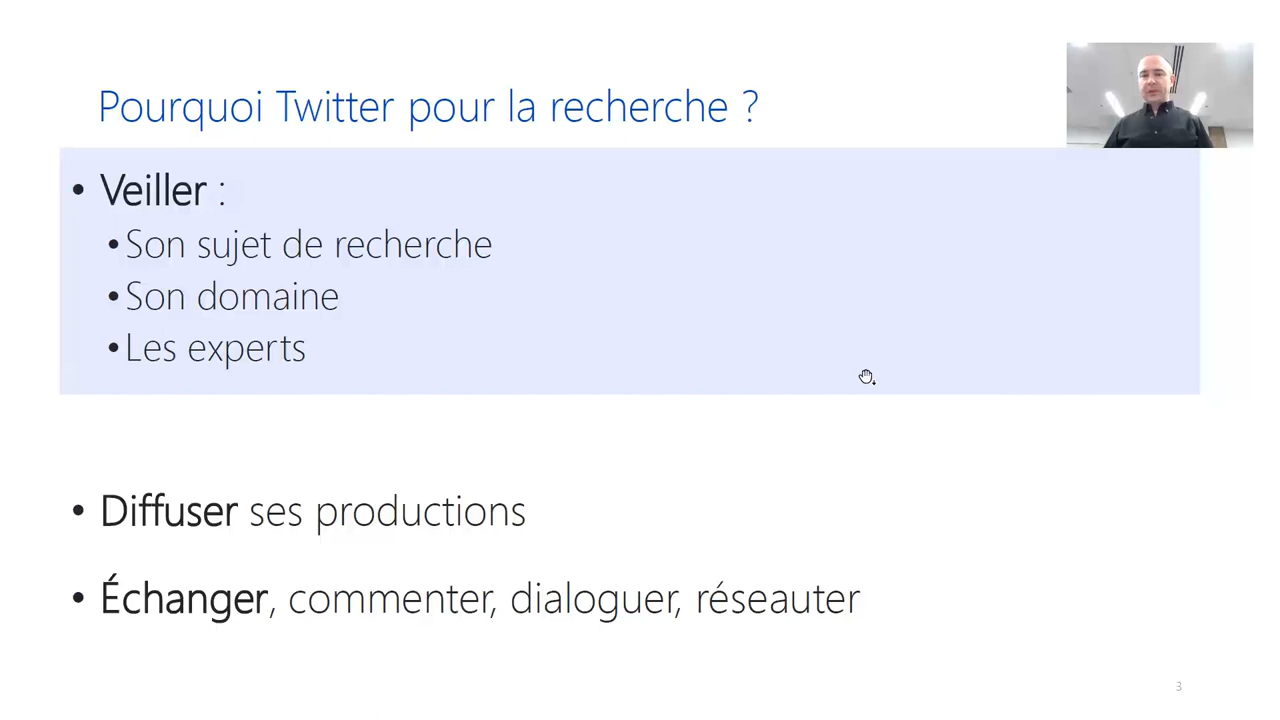 Pourquoi Twitter pour la recherche ?
• Veiller :
• Son sujet de recherche
• Son domaine
• Les experts
• Diffuser ses productions
• Échanger, commenter, dialoguer, réseauter
3